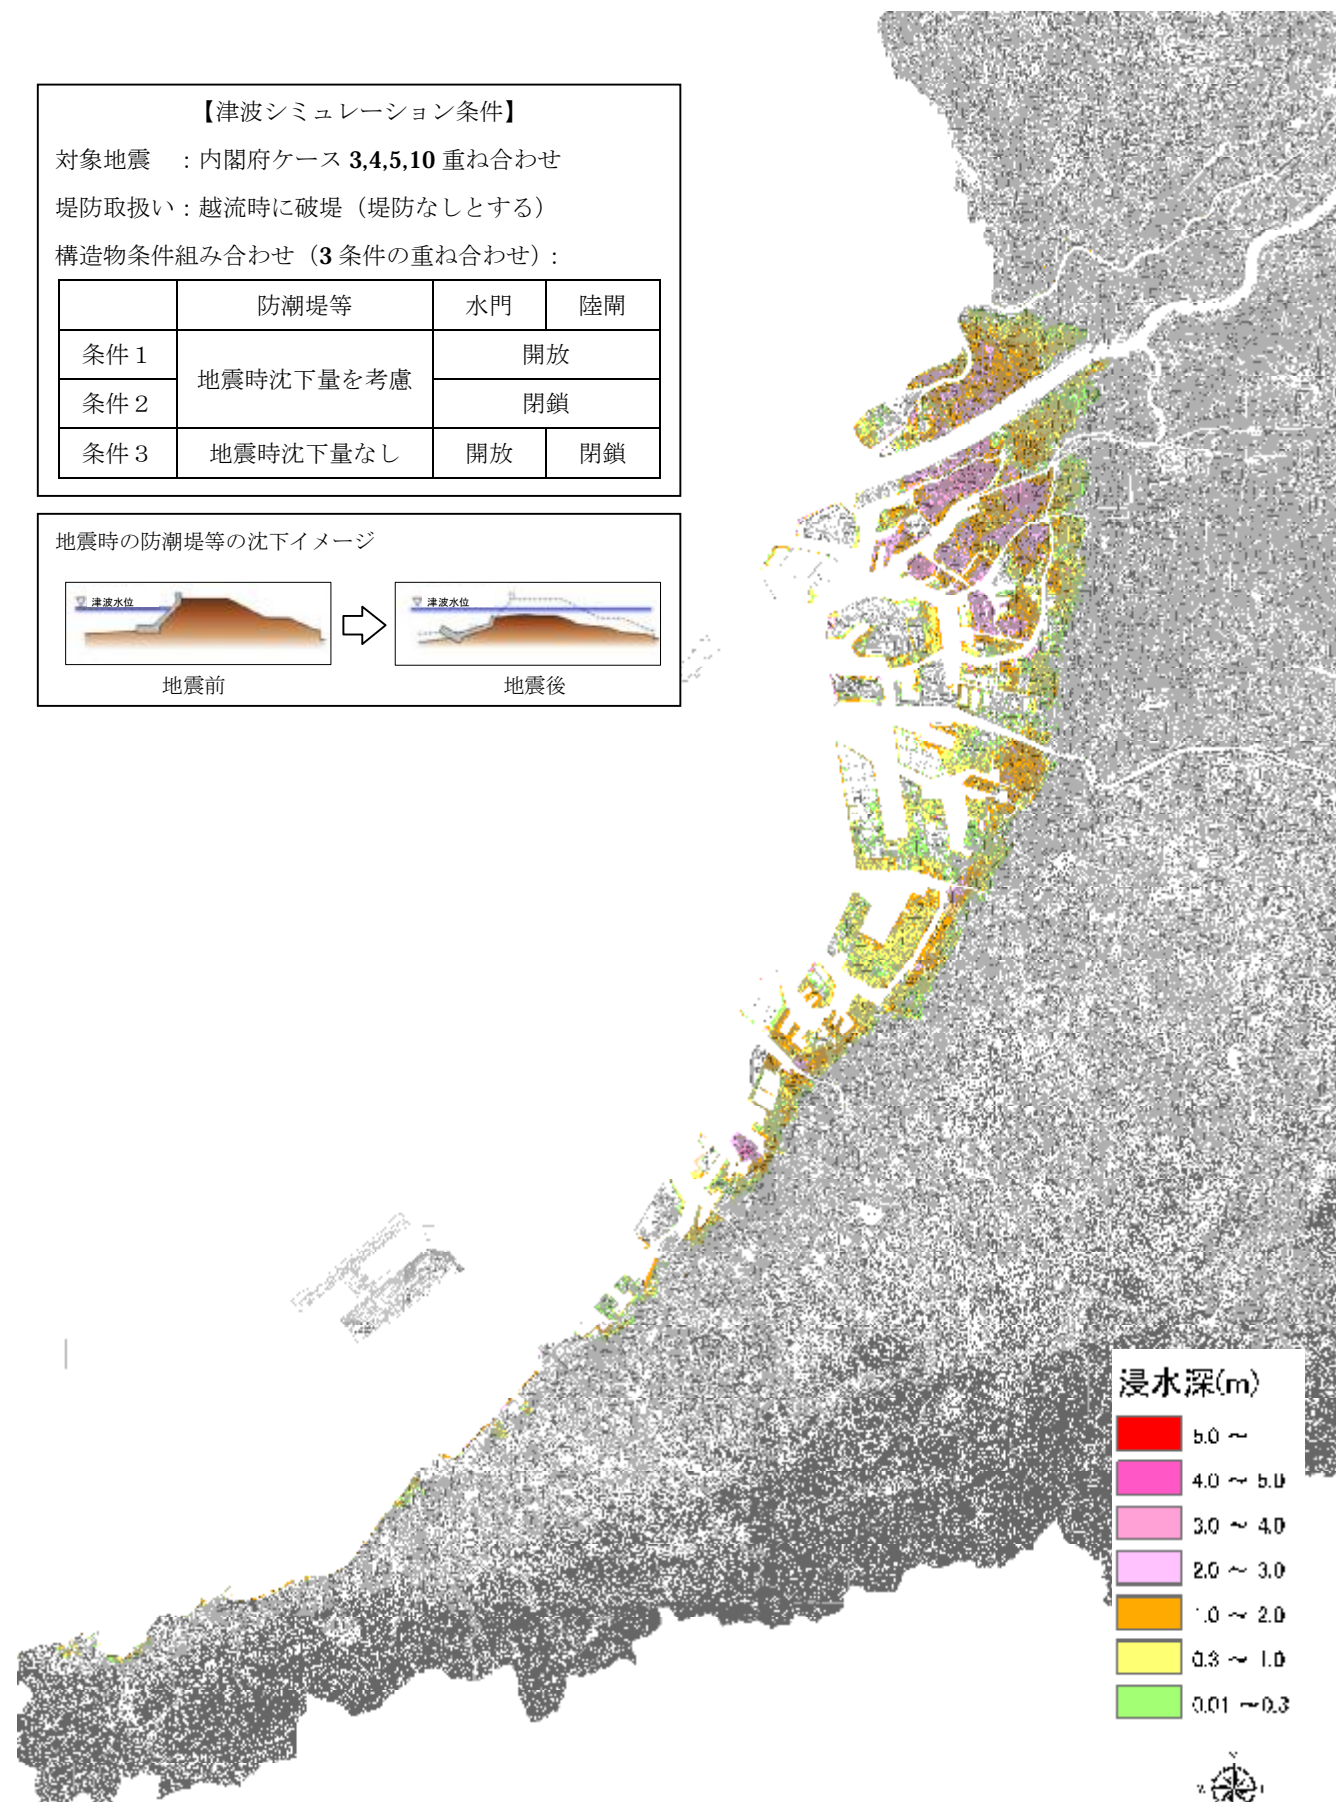 【津波シミュレーション条件】
対象地震　：内閣府ケース 3,4,5,10 重ね合わせ
堤防取扱い：越流時に破堤（堤防なしとする）
構造物条件組み合わせ（3 条件の重ね合わせ）：
防潮堤等 水門 陸閘
条件１ 地震時沈下量を考慮 開放
条件２ 閉鎖
条件３ 地震時沈下量なし 開放 閉鎖
地震時の防潮堤等の沈下イメージ
津波水位 津波水位
地震前 地震後
浸水深(m)
5.0 ～
4.0 ～ 5.0
3.0 ～ 4.0
2.0 ～ 3.0
1.0 ～ 2.0
0.3 ～ 1.0
0.01 ～0.3